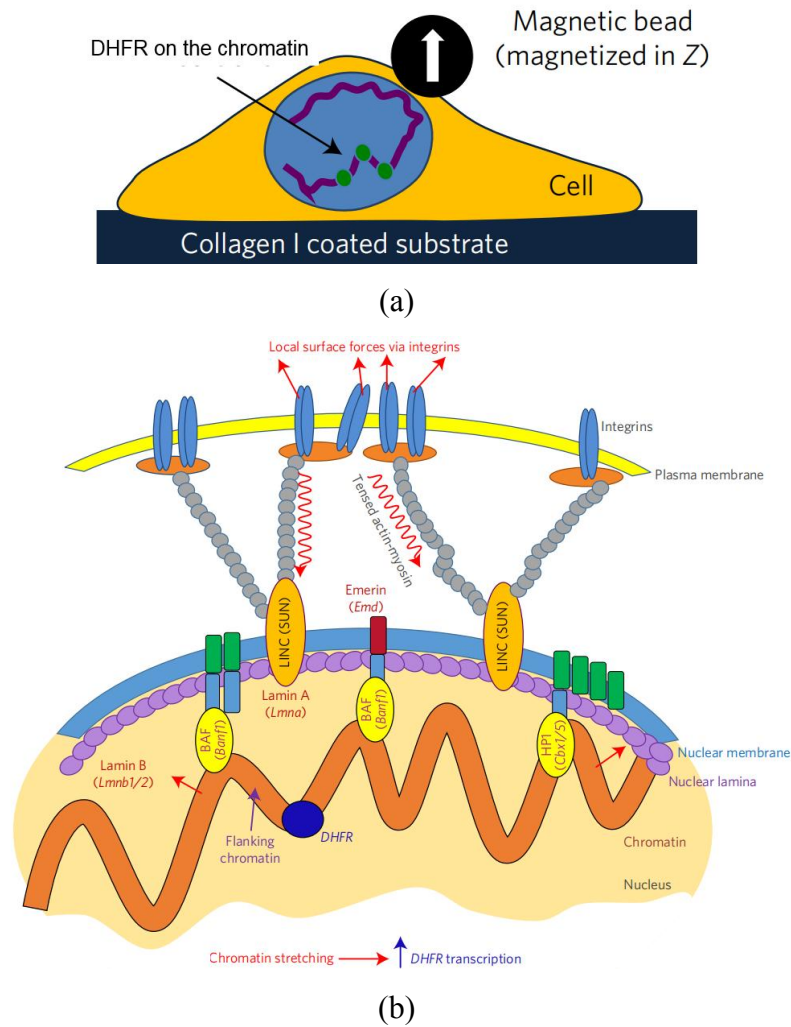 DHFR on the chromatin
Magnetic bead
(magnetized in Z)
Cell
Collagen I coated substrate
(a)
Local surface forces via integrins
Integrins
Plasma membrane
Tensed actin-myosin
Emerin
(Emd)
LINC (SUN)
LINC (SUN)
Lamin A
(Lmna)
BAF
(Banf1)
BAF
(Banf1)
HP1
(Cbx1/5)
Lamin B
(Lmnb1/2)
Nuclear membrane
Nuclear lamina
Flanking
chromatin
DHFR
Chromatin
Nucleus
Chromatin stretching
DHFR transcription
(b)